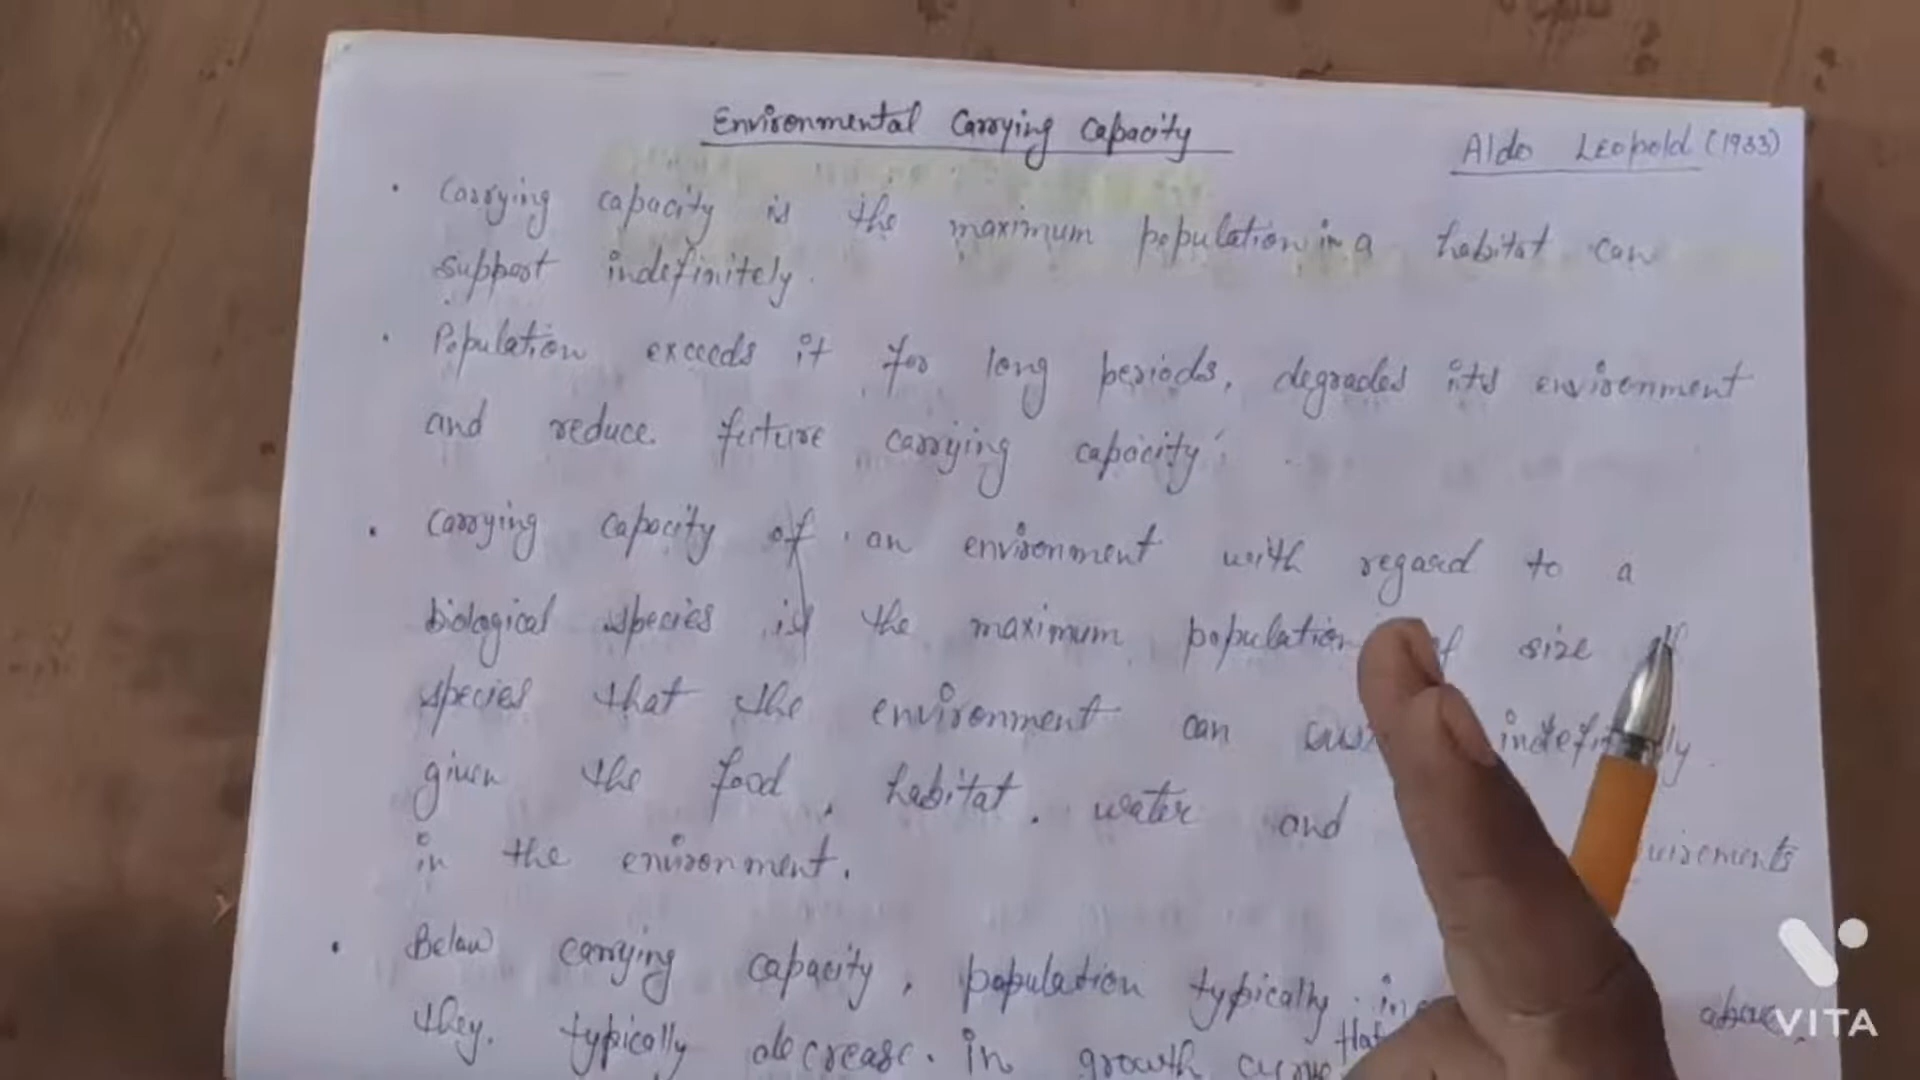 Environmental Carrying Capacity
Aldo Leopold (1933)
• Carrying capacity is the maximum population in a habitat can
support indefinitely.
• Population exceeds it for long periods, degrades its environment
and reduce future carrying capacity.
• Carrying capacity of an environment with regard to a
biological species is the maximum population of size of
species that the environment can indefinitely.
given the food, habitat. water and
in the environment.
• Below carrying capacity, population typically above
they. typically decrease. in growth curve
VITA